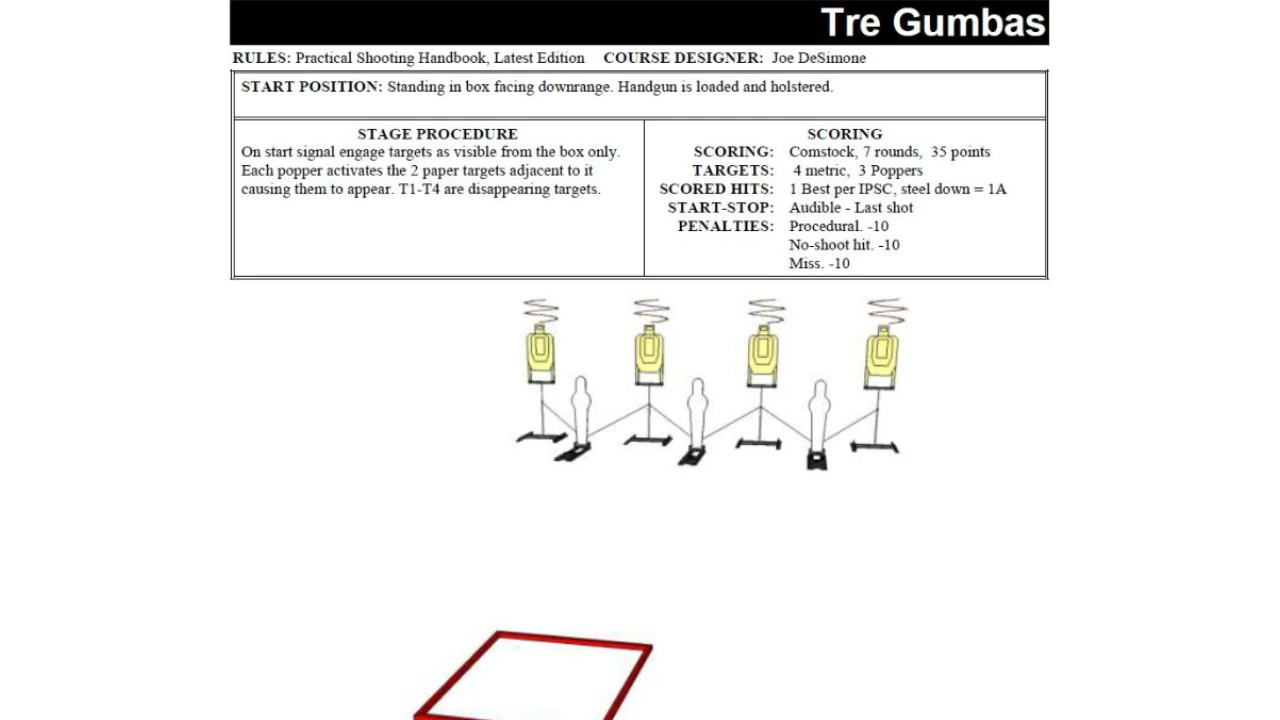 Tre Gumbas
RULES: Practical Shooting Handbook, Latest Edition COURSE DESIGNER: Joe DeSimone
START POSITION: Standing in box facing downrange. Handgun is loaded and holstered.
STAGE PROCEDURE
On start signal engage targets as visible from the box only.
Each popper activates the 2 paper targets adjacent to it
causing them to appear. T1-T4 are disappearing targets.
SCORING
SCORING: Comstock, 7 rounds, 35 points
TARGETS: 4 metric, 3 Poppers
SCORED HITS: 1 Best per IPSC, steel down = 1A
START-STOP: Audible - Last shot
PENALTIES: Procedural. -10
No-shoot hit. -10
Miss. -10